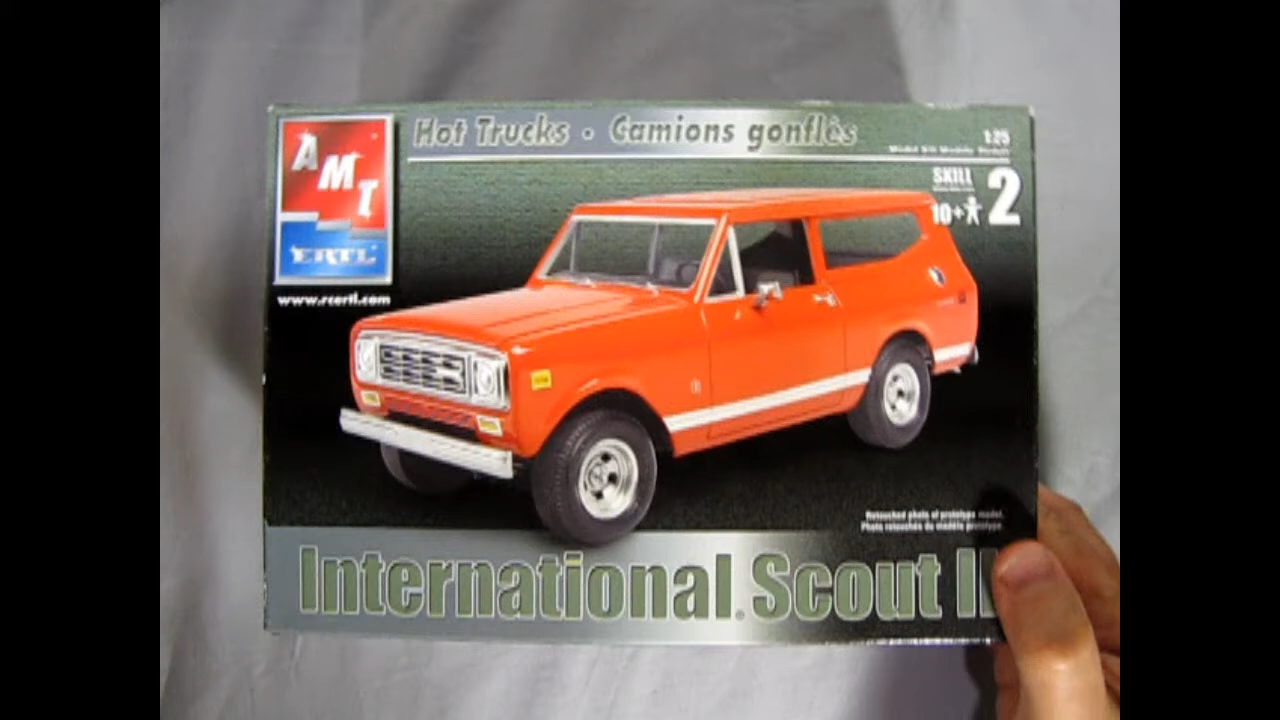 AMT
ERTL
www.rcertl.com
Hot Trucks • Camions gonflés
1:25
SKILL
2
10+
Retouched photo of prototype model.
Photo retouchée du modèle prototype.
International® Scout II